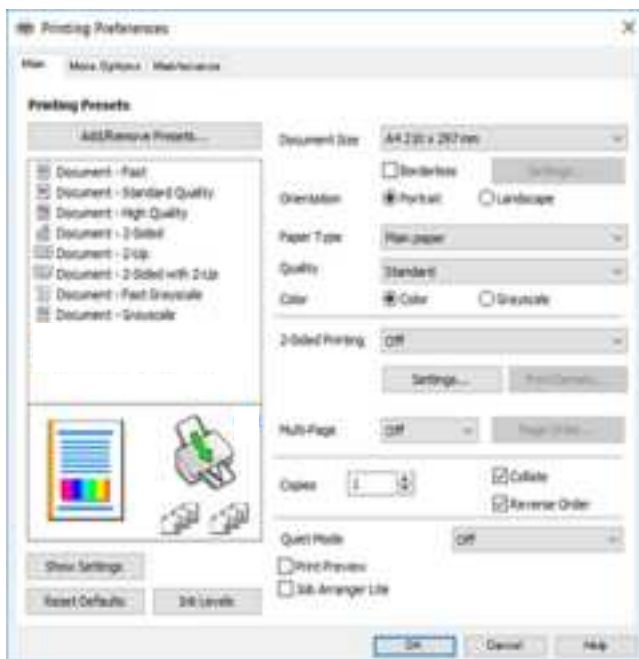 Printing Preferences
Main More Options Maintenance
Printing Presets
Add/Remove Presets...
Document - Fast
Document - Standard Quality
Document - High Quality
Document - 2-Sided
Document - 2-Up
Document - 2-Sided with 2-Up
Document - Fast Grayscale
Document - Grayscale
Show Settings
Reset Defaults
Ink Levels
Document Size A4 210 x 297 mm
Borderless Settings...
Orientation Portrait Landscape
Paper Type Plain paper
Quality Standard
Color Color Grayscale
2-Sided Printing Off
Settings... Print Density...
Multi-Page Off Page Order...
Copies 1 Collate
Reverse Order
Quiet Mode Off
Print Preview
Job Arranger Lite
OK Cancel Help